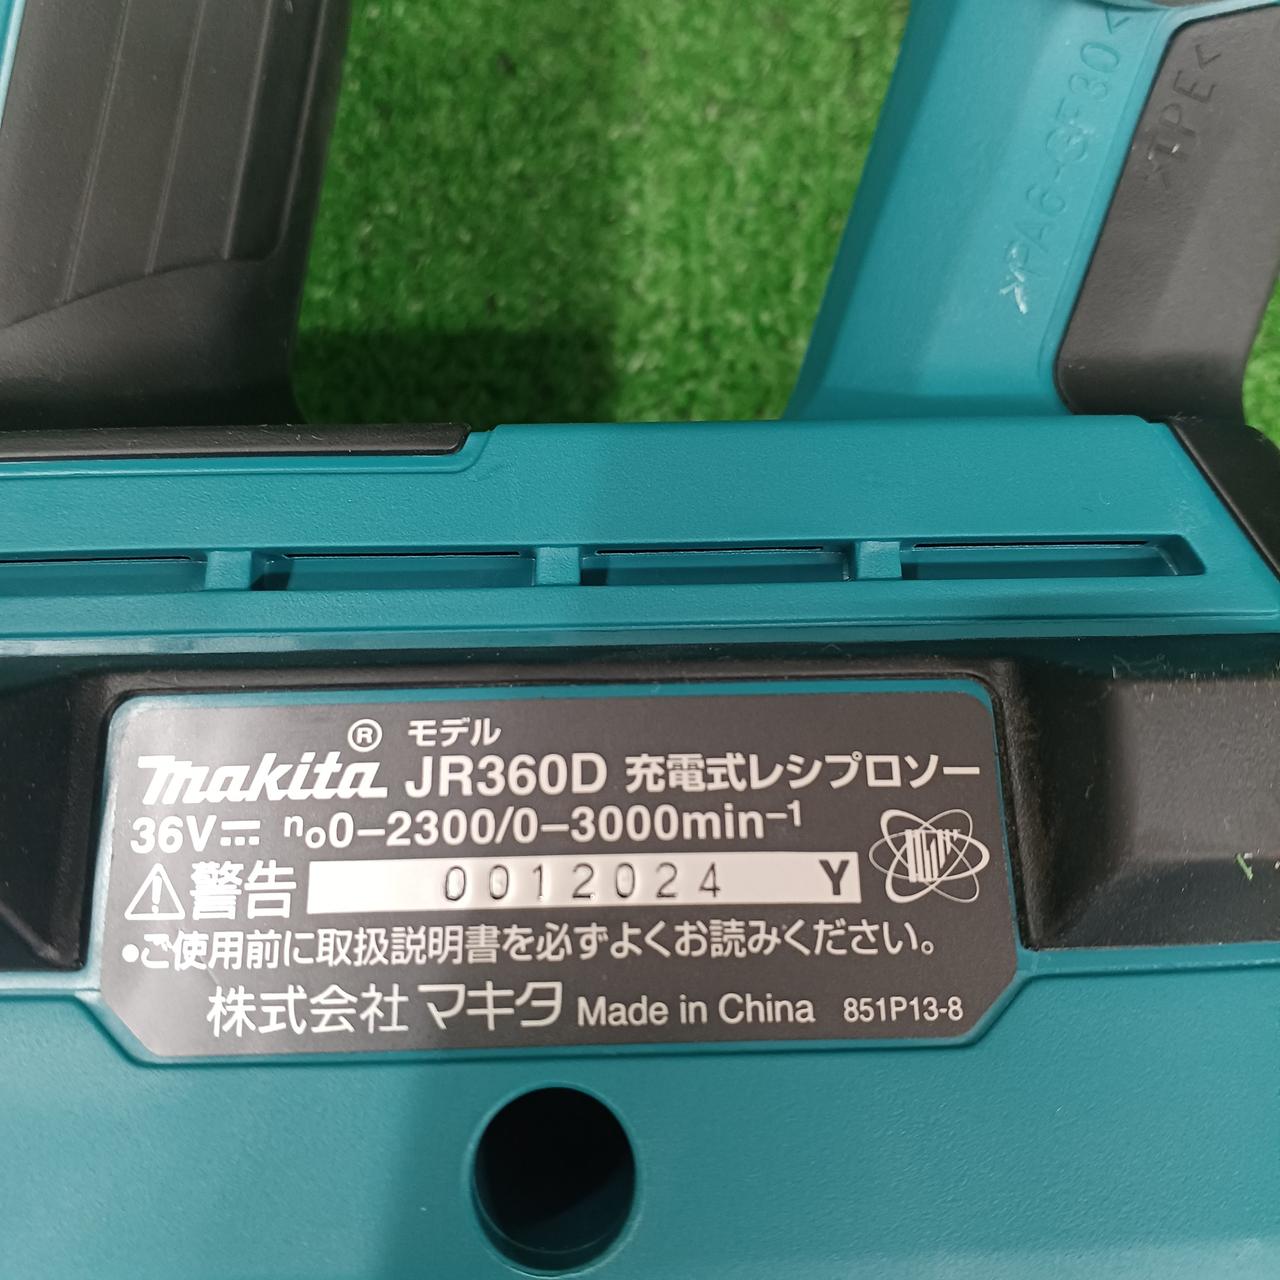 >PA6-GF30<
>TPE<
makita® モデル JR360D 充電式レシプロソー
36V⎓ n₀0–2300/0–3000min⁻¹
⚠警告 0012024 Y
●ご使用前に取扱説明書を必ずよくお読みください。
株式会社マキタ Made in China 851P13-8